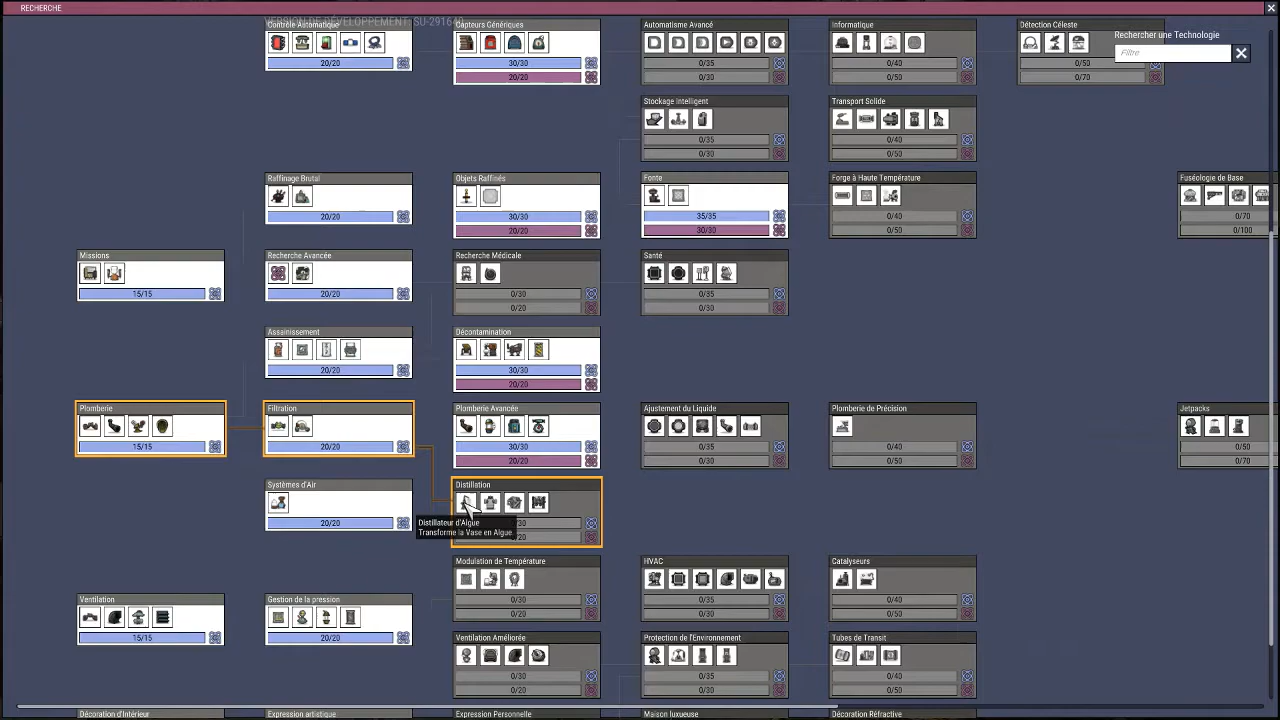 RECHERCHE
VERSION DE DÉVELOPPEMENT: SU-291640
Contrôle Automatique
20/20
Capteurs Génériques
30/30
20/20
Automatisme Avancé
0/35
0/30
Informatique
0/40
0/50
Détection Céleste
0/50
0/70
Rechercher une Technologie
Filtre
Stockage Intelligent
0/35
0/30
Transport Solide
0/40
0/50
Raffinage Brutal
20/20
Objets Raffinés
30/30
20/20
Fonte
35/35
30/30
Forge à Haute Température
0/40
0/50
Fuséologie de Base
0/70
0/100
Missions
15/15
Recherche Avancée
20/20
Recherche Médicale
0/30
0/20
Santé
0/35
0/30
Assainissement
20/20
Décontamination
30/30
20/20
Plomberie
15/15
Filtration
20/20
Plomberie Avancée
30/30
20/20
Ajustement du Liquide
0/35
0/30
Plomberie de Précision
0/40
0/50
Jetpacks
0/50
0/70
Systèmes d'Air
20/20
Distillation
Distillateur d'Algue
Transforme la Vase en Algue.
Modulation de Température
0/30
0/20
HVAC
0/35
0/30
Catalyseurs
0/40
0/50
Ventilation
15/15
Gestion de la pression
20/20
Ventilation Améliorée
0/30
0/20
Protection de l'Environnement
0/35
0/30
Tubes de Transit
0/40
0/50
Décoration d'Intérieur
Expression artistique
Expression Personnelle
Maison luxueuse
Décoration Réfractive